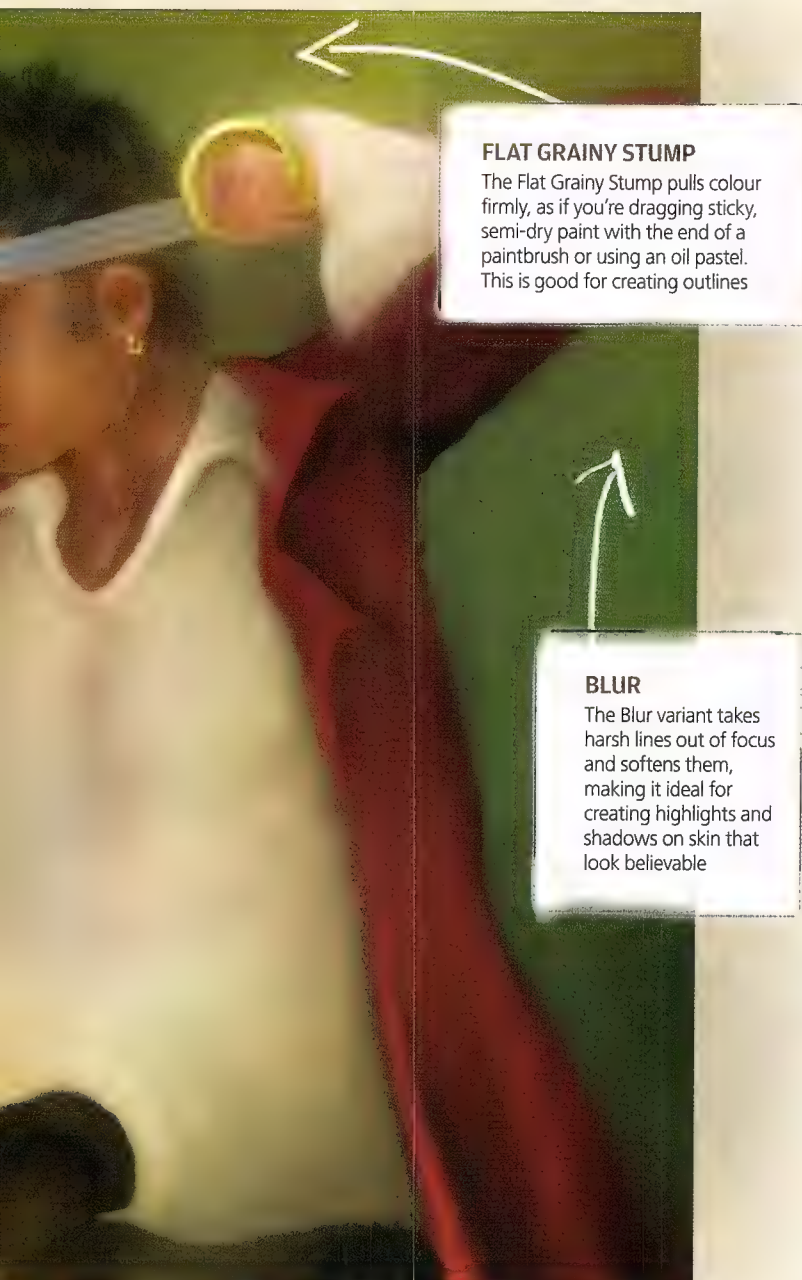 FLAT GRAINY STUMP
The Flat Grainy Stump pulls colour
firmly, as if you're dragging sticky,
semi-dry paint with the end of a
paintbrush or using an oil pastel.
This is good for creating outlines
BLUR
The Blur variant takes
harsh lines out of focus
and softens them,
making it ideal for
creating highlights and
shadows on skin that
look believable